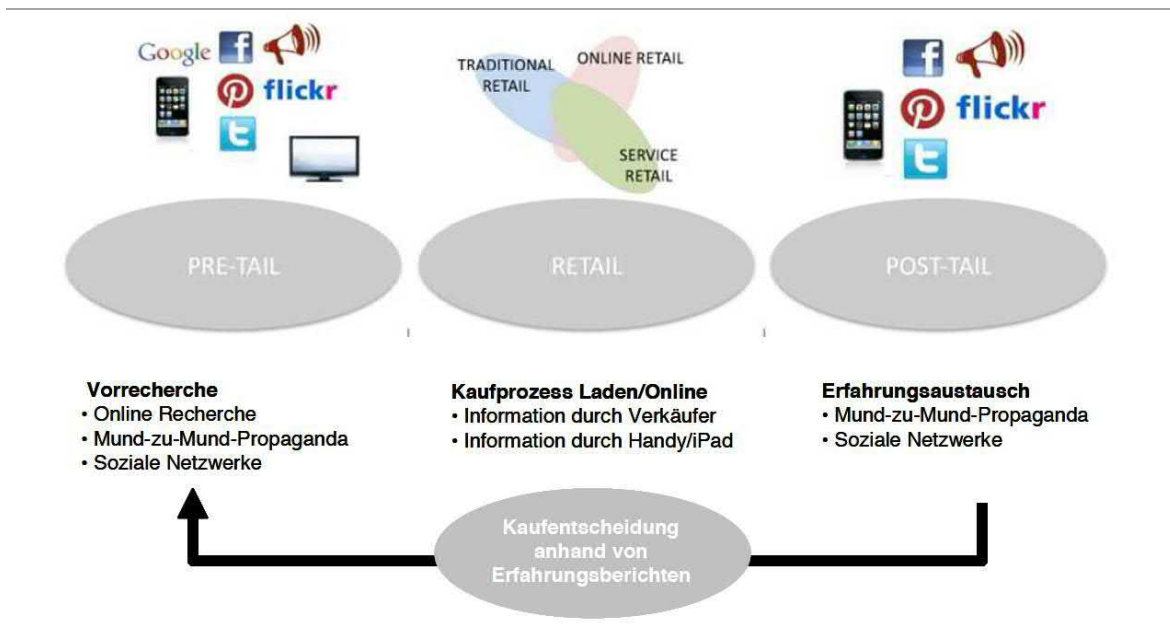 Google
flickr
TRADITIONAL
RETAIL
ONLINE RETAIL
SERVICE
RETAIL
flickr
PRE-TAIL
RETAIL
POST-TAIL
Vorrecherche
• Online Recherche
• Mund-zu-Mund-Propaganda
• Soziale Netzwerke
Kaufprozess Laden/Online
• Information durch Verkäufer
• Information durch Handy/iPad
Erfahrungsaustausch
• Mund-zu-Mund-Propaganda
• Soziale Netzwerke
Kaufentscheidung
anhand von
Erfahrungsberichten